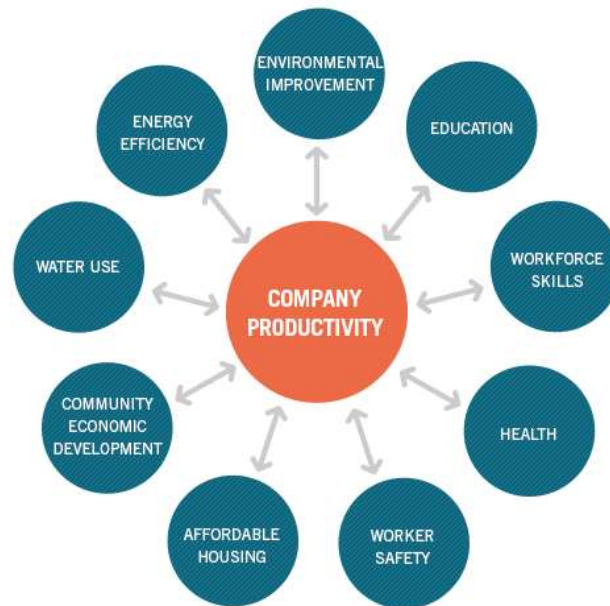 ENVIRONMENTAL
IMPROVEMENT
EDUCATION
WORKFORCE
SKILLS
HEALTH
WORKER
SAFETY
AFFORDABLE
HOUSING
COMMUNITY
ECONOMIC
DEVELOPMENT
WATER USE
ENERGY
EFFICIENCY
COMPANY
PRODUCTIVITY